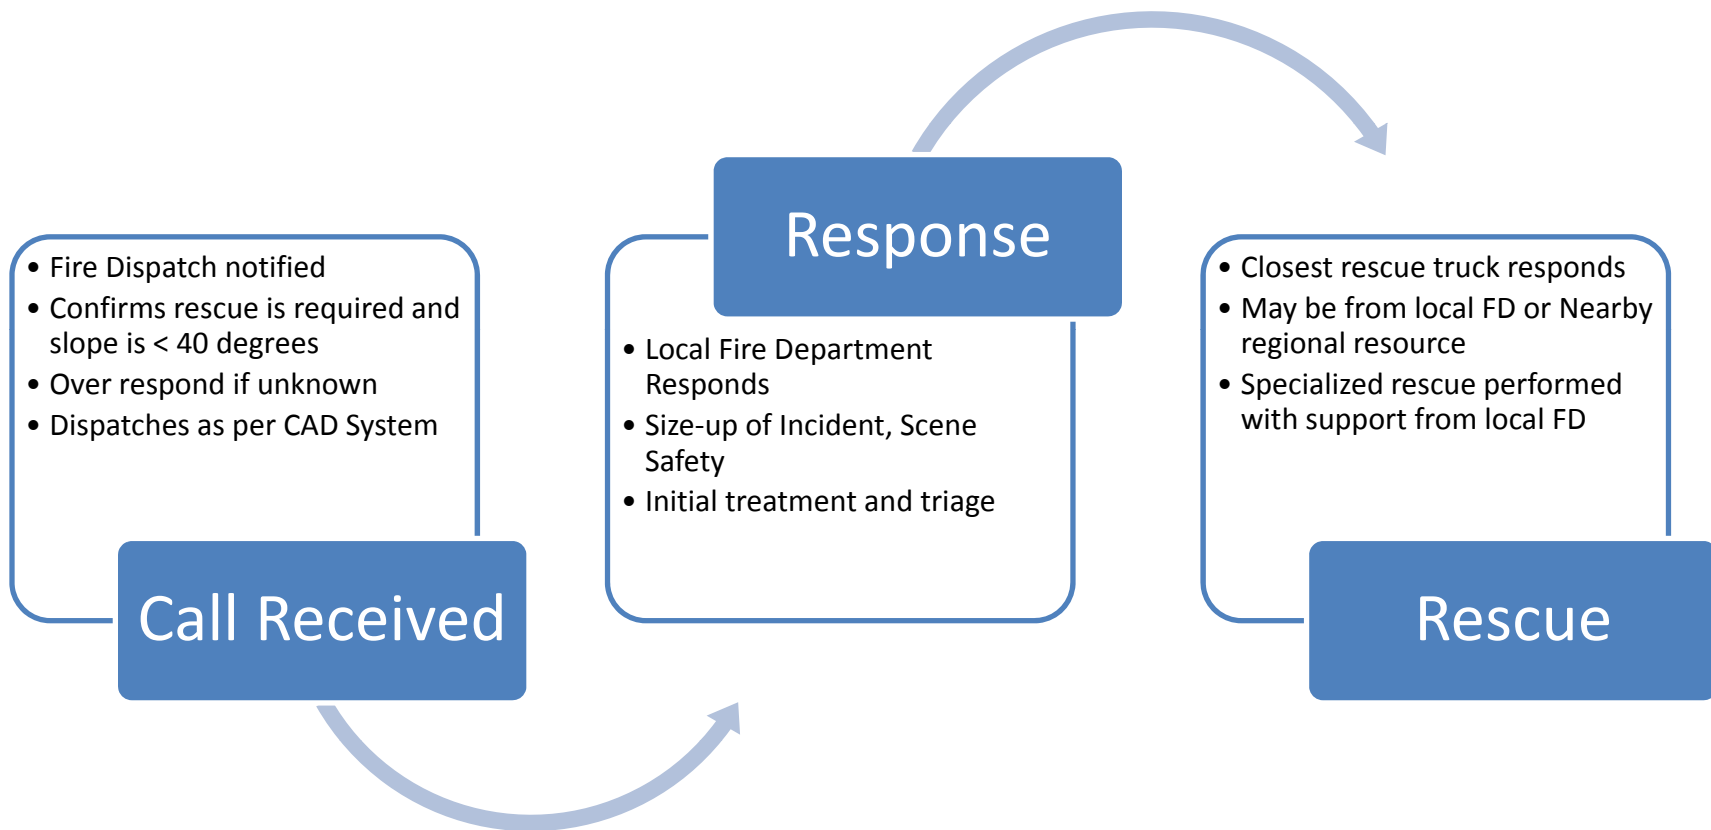 • Fire Dispatch notified
• Confirms rescue is required and
slope is < 40 degrees
• Over respond if unknown
• Dispatches as per CAD System
Call Received
Response
• Local Fire Department
Responds
• Size-up of Incident, Scene
Safety
• Initial treatment and triage
• Closest rescue truck responds
• May be from local FD or Nearby
regional resource
• Specialized rescue performed
with support from local FD
Rescue